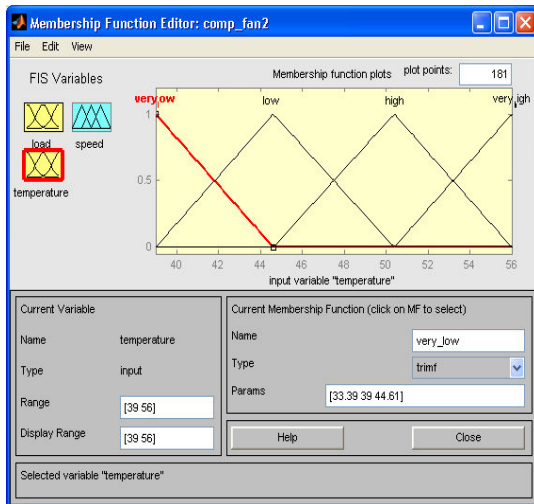 Membership Function Editor: comp_fan2
File Edit View
FIS Variables
Membership function plots plot points: 181
load speed
temperature
low high
1
0.5
0
40 42 44 46 48 50 52 54 56
input variable "temperature"
Current Variable
Name temperature
Type input
Range [39 56]
Display Range [39 56]
Current Membership Function (click on MF to select)
Name very_low
Type trimf
Params [33.39 39 44.61]
Help Close
Selected variable "temperature"